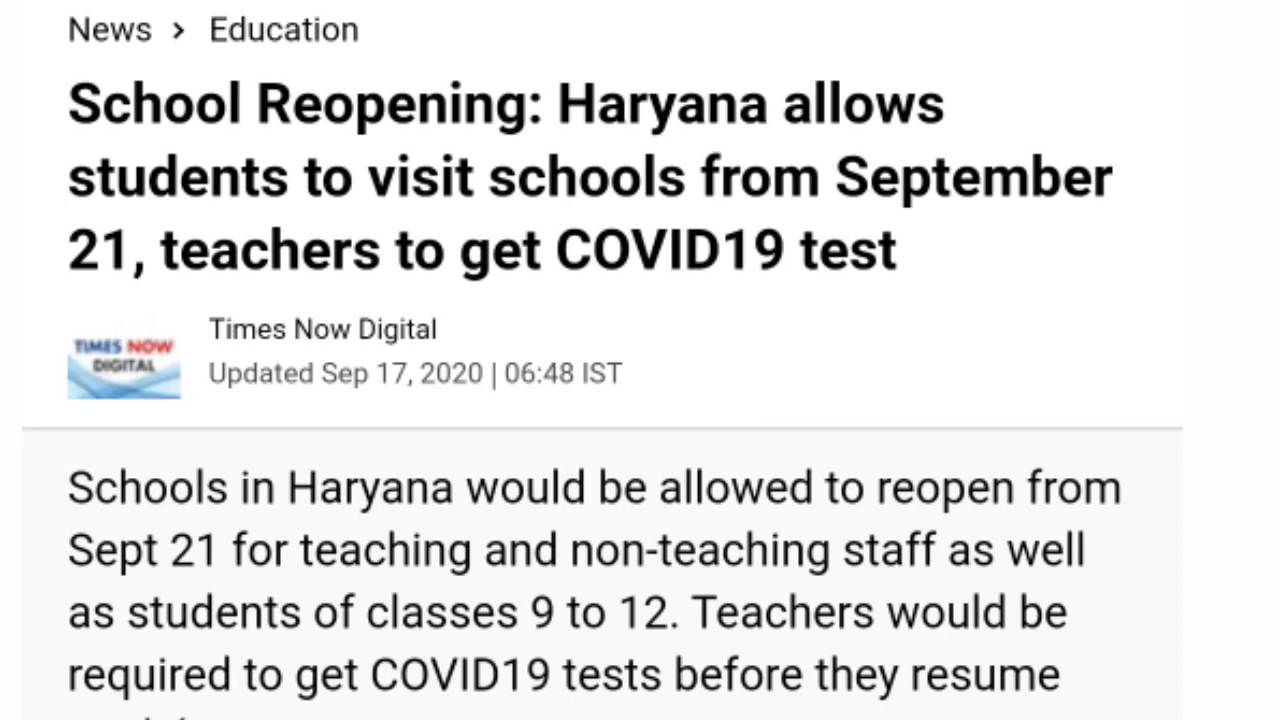 News > Education
School Reopening: Haryana allows
students to visit schools from September
21, teachers to get COVID19 test
Times Now Digital
TIMES NOW
DIGITAL
Updated Sep 17, 2020 | 06:48 IST
Schools in Haryana would be allowed to reopen from
Sept 21 for teaching and non-teaching staff as well
as students of classes 9 to 12. Teachers would be
required to get COVID19 tests before they resume